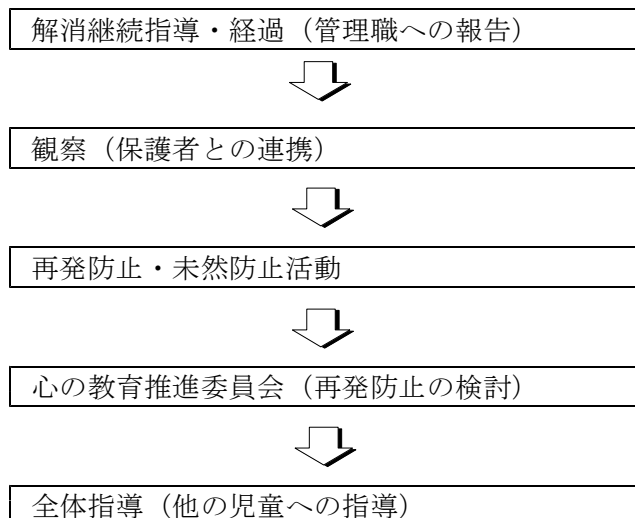 解消継続指導・経過（管理職への報告）
観察（保護者との連携）
再発防止・未然防止活動
心の教育推進委員会（再発防止の検討）
全体指導（他の児童への指導）